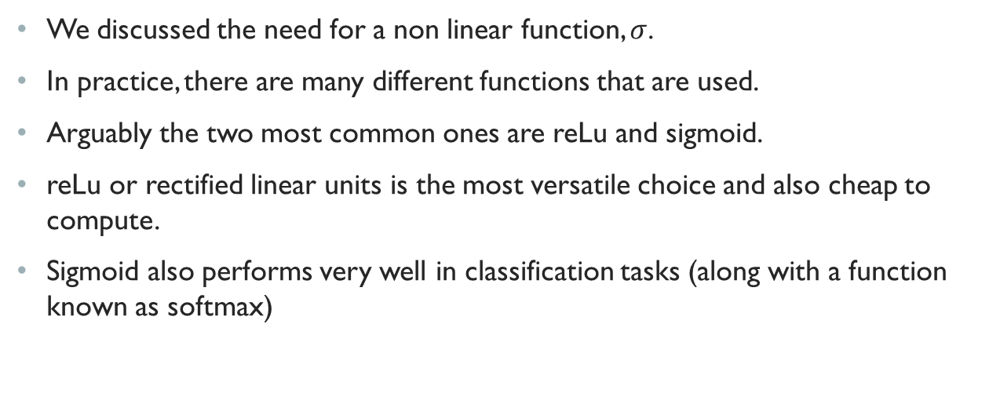 • We discussed the need for a non linear function, σ.
• In practice, there are many different functions that are used.
• Arguably the two most common ones are reLu and sigmoid.
• reLu or rectified linear units is the most versatile choice and also cheap to
compute.
• Sigmoid also performs very well in classification tasks (along with a function
known as softmax)